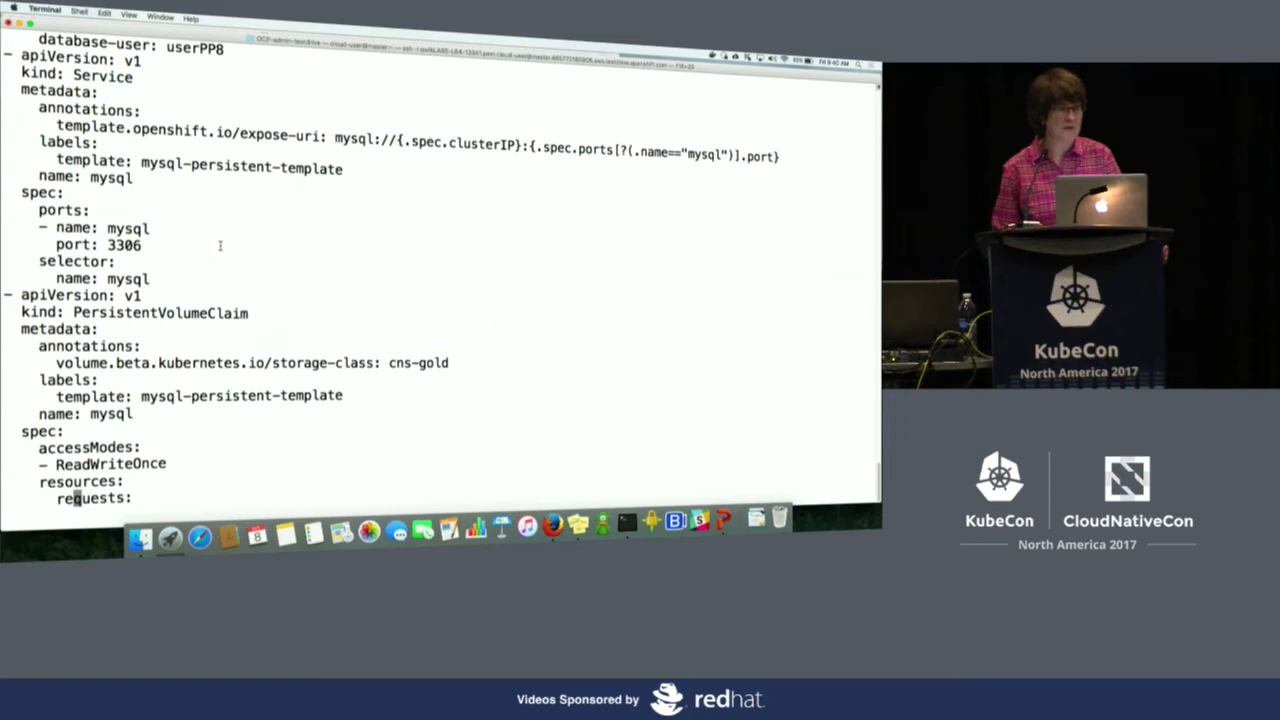 Terminal Shell Edit View Window Help
database-user: userPP8
- apiVersion: v1
kind: Service
metadata:
annotations:
template.openshift.io/expose-uri: mysql://{.spec.clusterIP}:{.spec.ports[?(.name=="mysql")].port}
labels:
template: mysql-persistent-template
name: mysql
spec:
ports:
- name: mysql
port: 3306
selector:
name: mysql
- apiVersion: v1
kind: PersistentVolumeClaim
metadata:
annotations:
volume.beta.kubernetes.io/storage-class: cns-gold
labels:
template: mysql-persistent-template
name: mysql
spec:
accessModes:
- ReadWriteOnce
resources:
requests:
KubeCon
North America 2017
KubeCon
CloudNativeCon
North America 2017
Videos Sponsored by redhat.